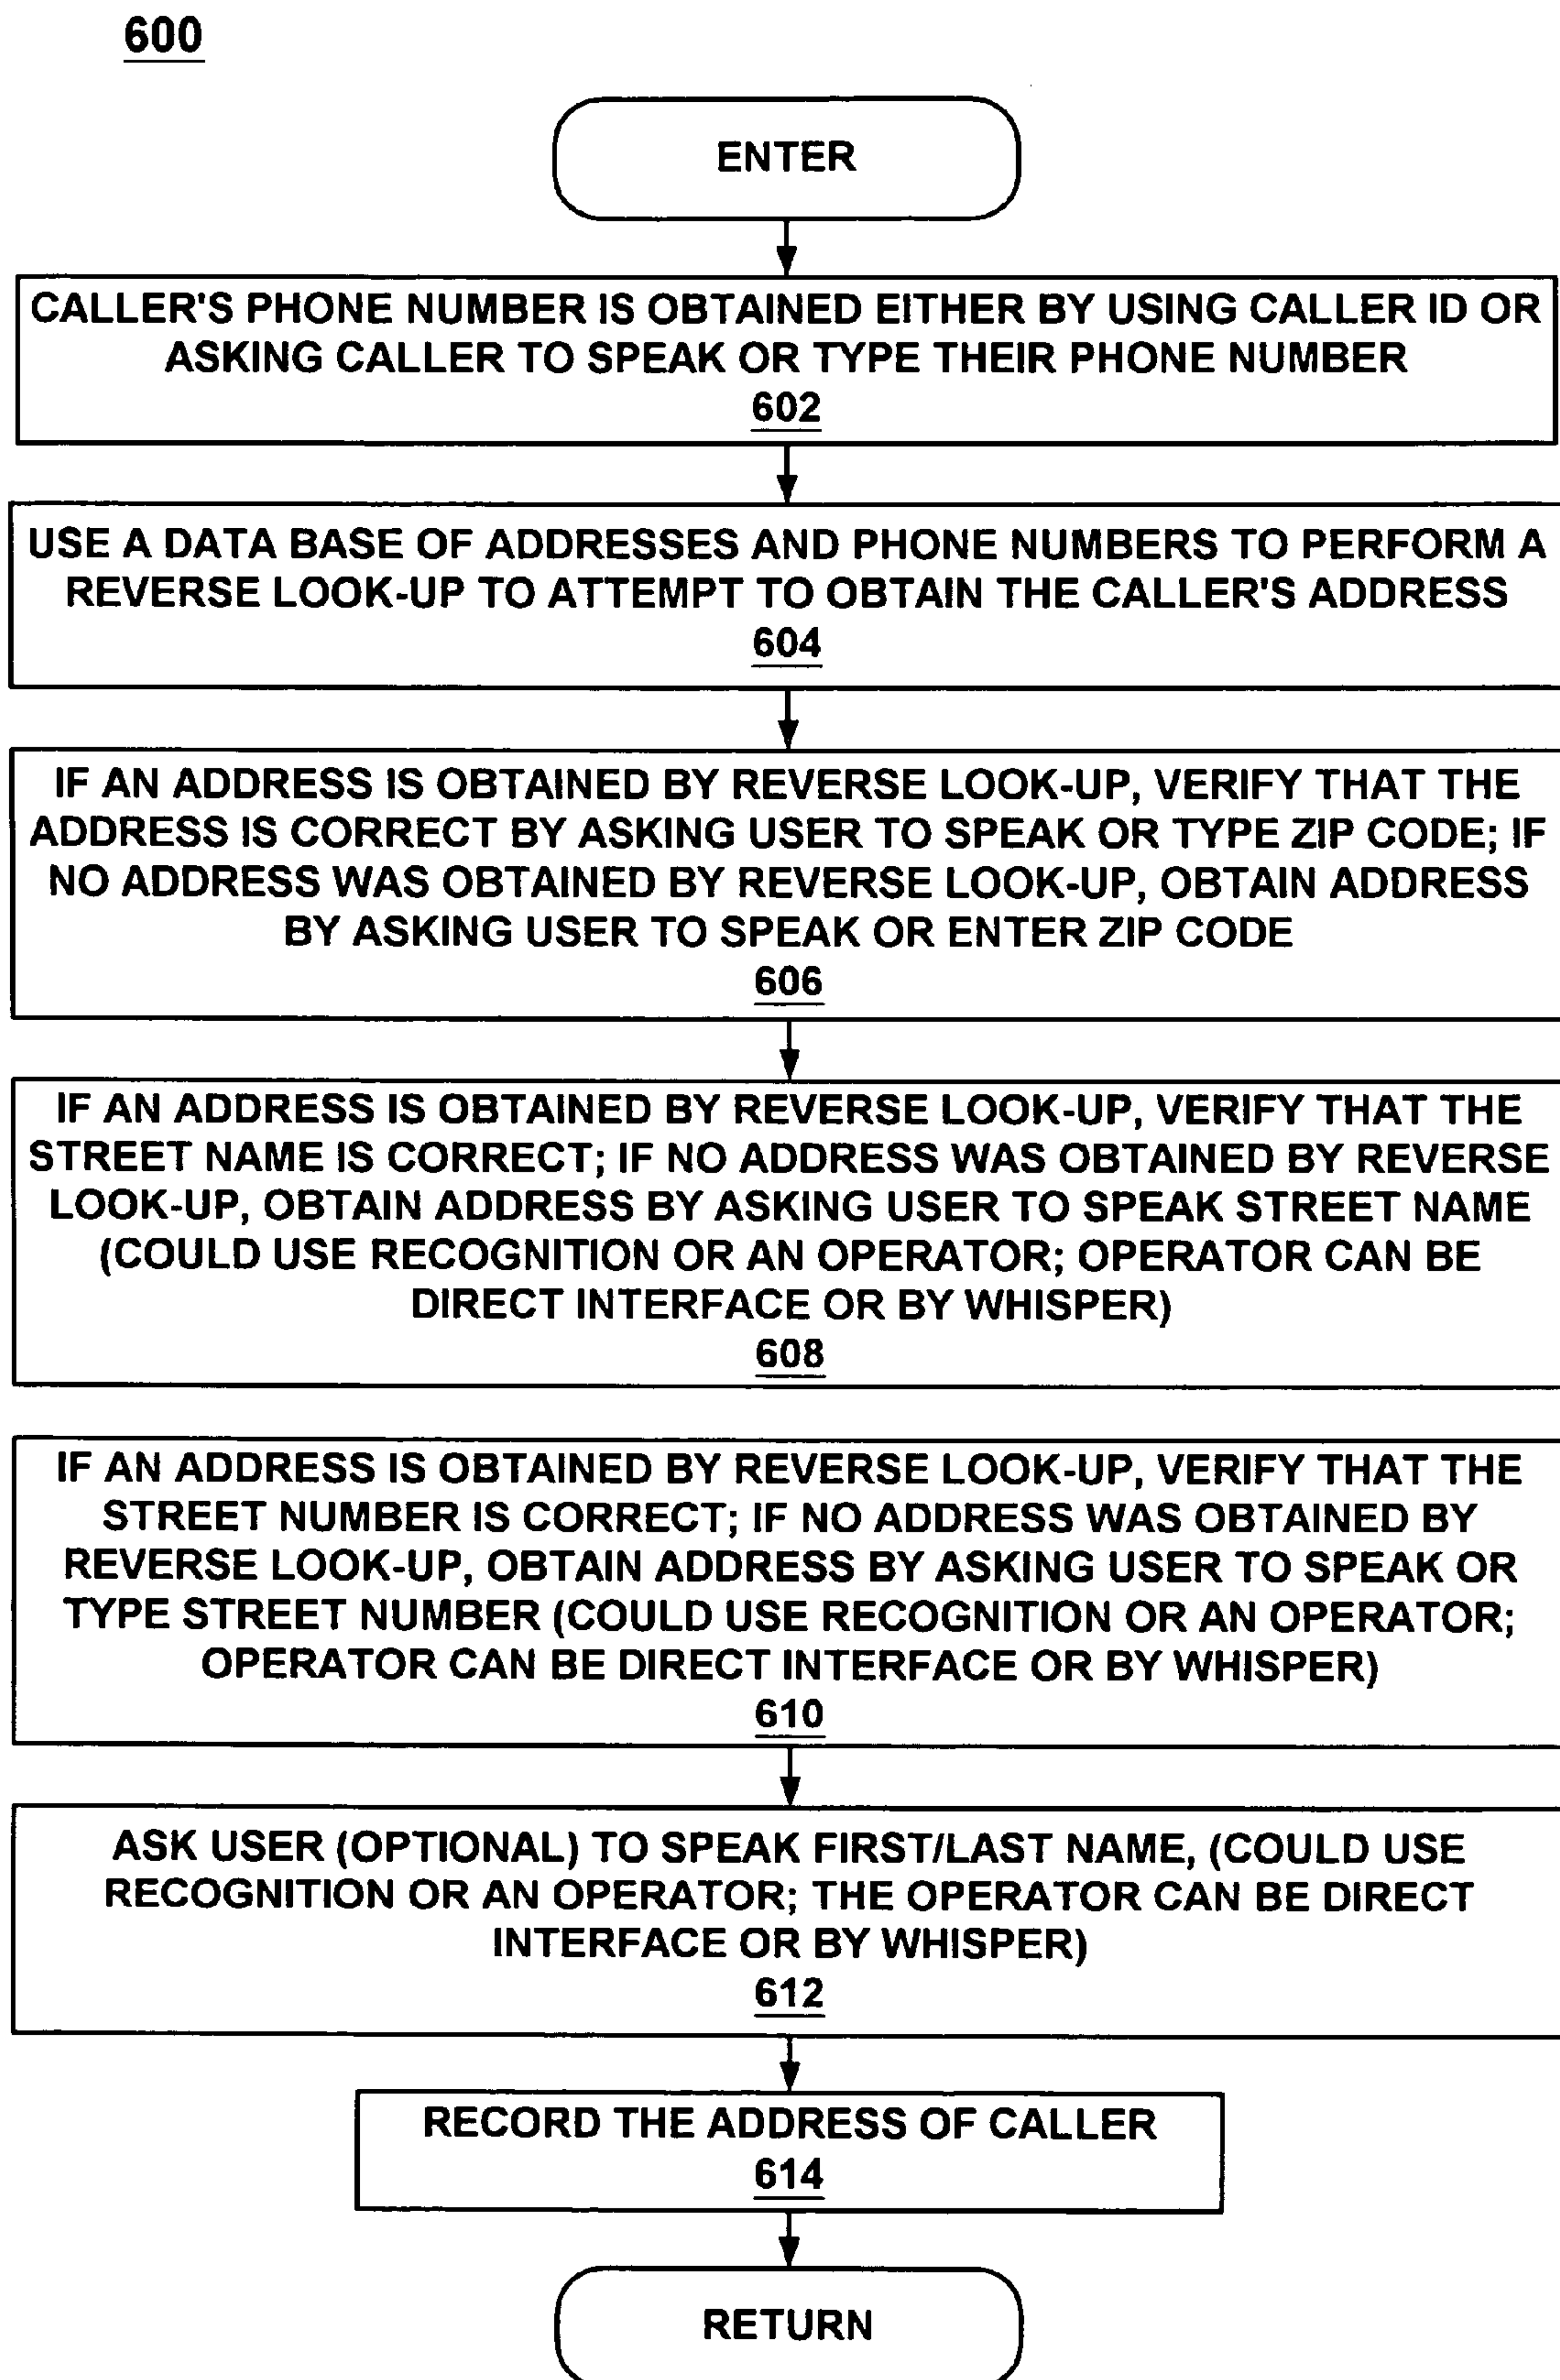 600
ENTER
CALLER'S PHONE NUMBER IS OBTAINED EITHER BY USING CALLER ID OR
ASKING CALLER TO SPEAK OR TYPE THEIR PHONE NUMBER
602
USE A DATA BASE OF ADDRESSES AND PHONE NUMBERS TO PERFORM A
REVERSE LOOK-UP TO ATTEMPT TO OBTAIN THE CALLER'S ADDRESS
604
IF AN ADDRESS IS OBTAINED BY REVERSE LOOK-UP, VERIFY THAT THE
ADDRESS IS CORRECT BY ASKING USER TO SPEAK OR TYPE ZIP CODE; IF
NO ADDRESS WAS OBTAINED BY REVERSE LOOK-UP, OBTAIN ADDRESS
BY ASKING USER TO SPEAK OR ENTER ZIP CODE
606
IF AN ADDRESS IS OBTAINED BY REVERSE LOOK-UP, VERIFY THAT THE
STREET NAME IS CORRECT; IF NO ADDRESS WAS OBTAINED BY REVERSE
LOOK-UP, OBTAIN ADDRESS BY ASKING USER TO SPEAK STREET NAME
(COULD USE RECOGNITION OR AN OPERATOR; OPERATOR CAN BE
DIRECT INTERFACE OR BY WHISPER)
608
IF AN ADDRESS IS OBTAINED BY REVERSE LOOK-UP, VERIFY THAT THE
STREET NUMBER IS CORRECT; IF NO ADDRESS WAS OBTAINED BY
REVERSE LOOK-UP, OBTAIN ADDRESS BY ASKING USER TO SPEAK OR
TYPE STREET NUMBER (COULD USE RECOGNITION OR AN OPERATOR;
OPERATOR CAN BE DIRECT INTERFACE OR BY WHISPER)
610
ASK USER (OPTIONAL) TO SPEAK FIRST/LAST NAME, (COULD USE
RECOGNITION OR AN OPERATOR; THE OPERATOR CAN BE DIRECT
INTERFACE OR BY WHISPER)
612
RECORD THE ADDRESS OF CALLER
614
RETURN